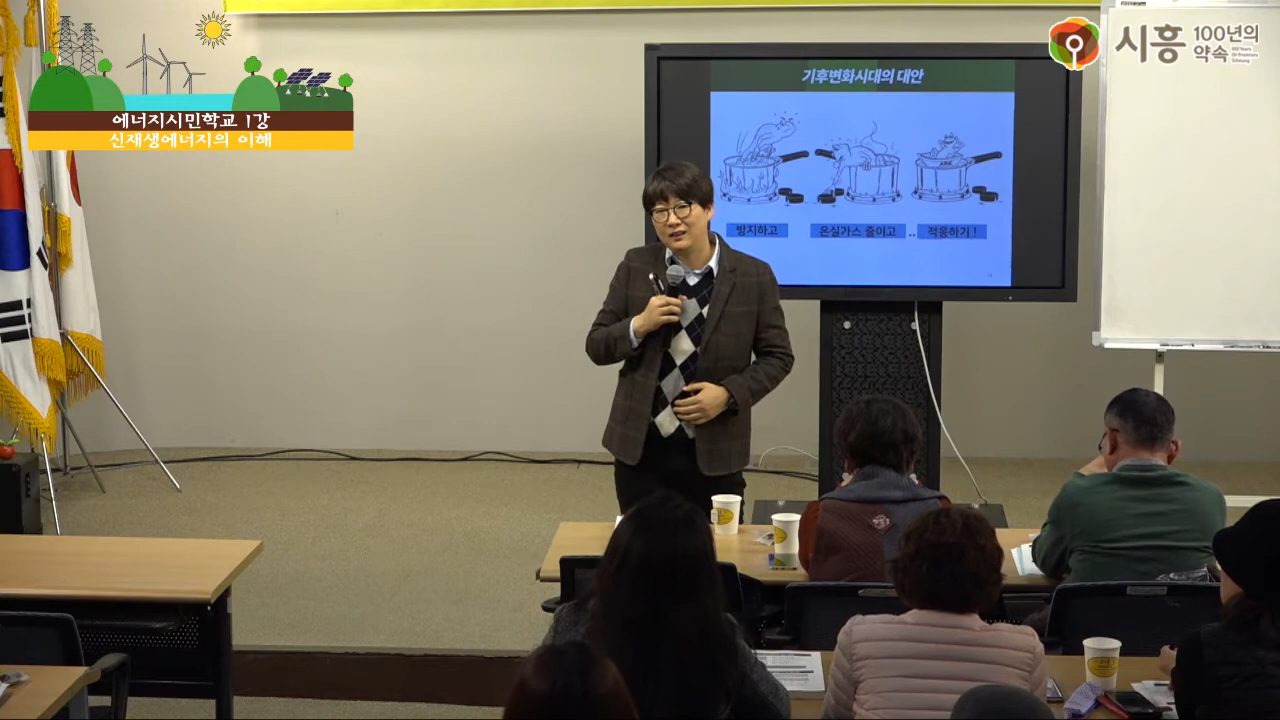 에너지시민학교 1강
신재생에너지의 이해
시흥 100년의 약속
기후변화시대의 대안
방지하고
온실가스 줄이고 ..
적응하기 !